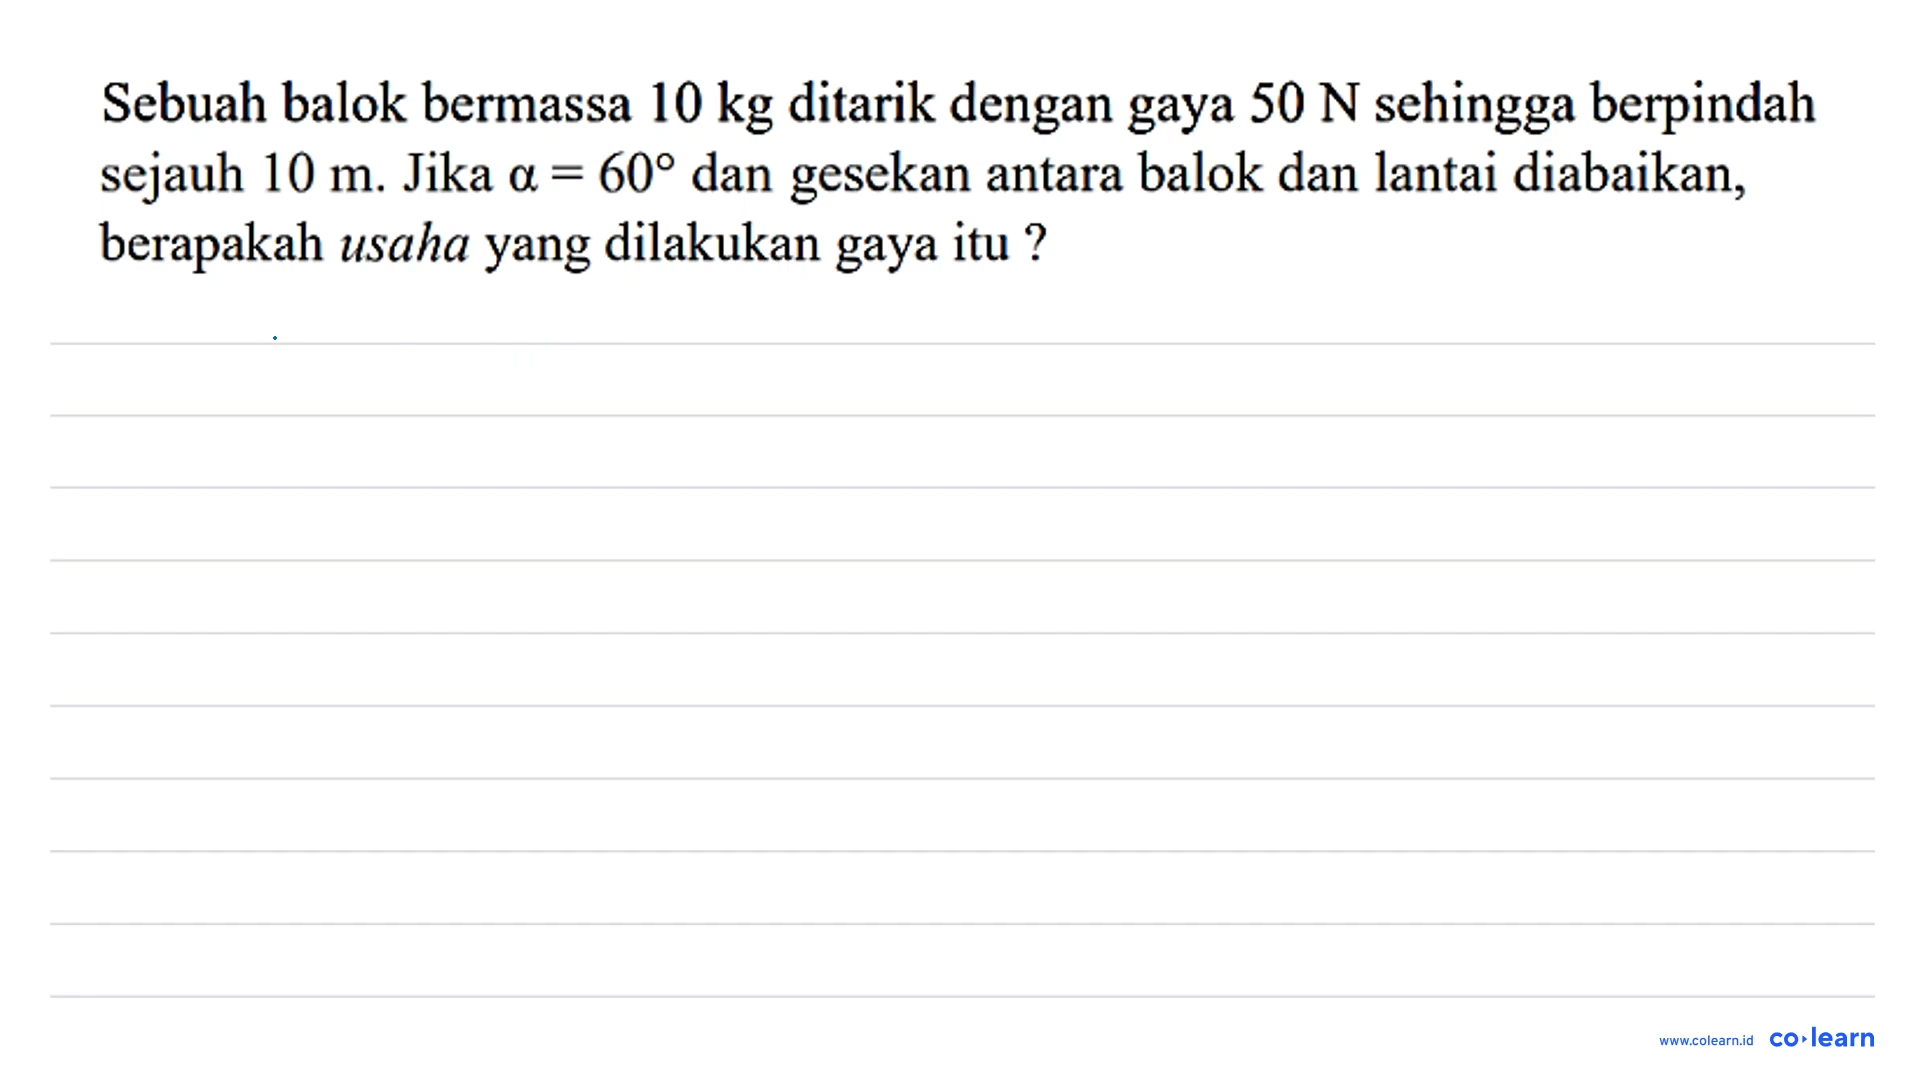 Sebuah balok bermassa 10 kg ditarik dengan gaya 50 N sehingga berpindah
sejauh 10 m. Jika α = 60° dan gesekan antara balok dan lantai diabaikan,
berapakah usaha yang dilakukan gaya itu ?
www.colearn.id co▸learn